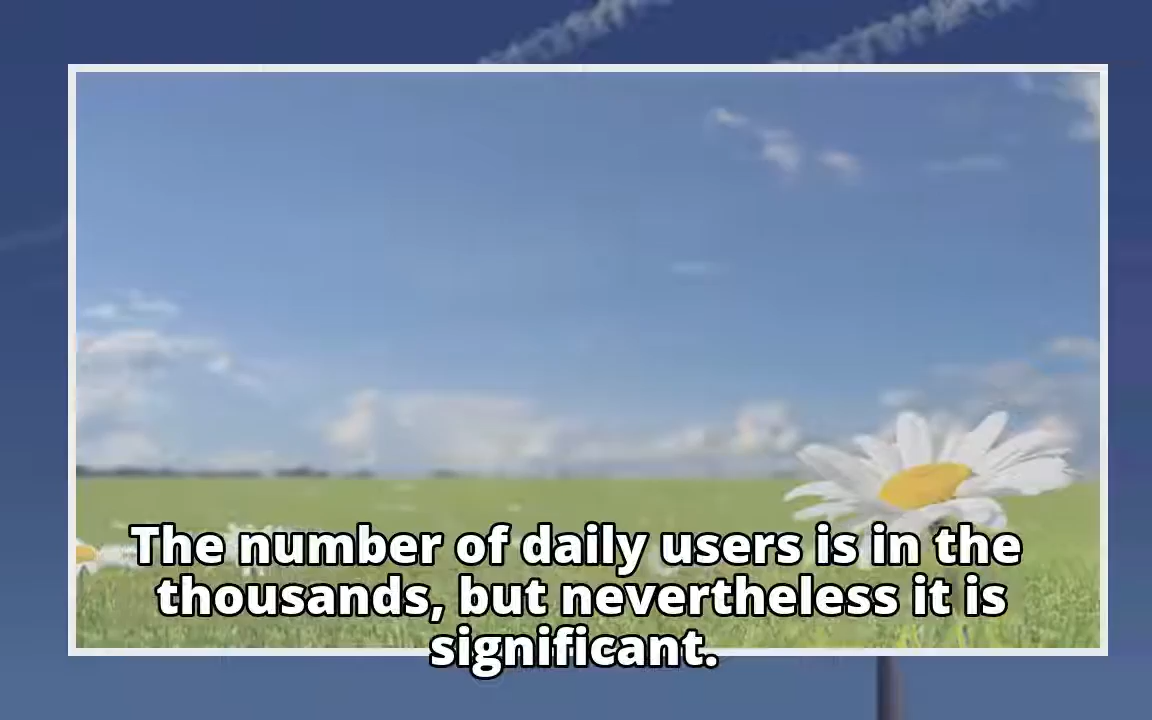 The number of daily users is in the
thousands, but nevertheless it is
significant.